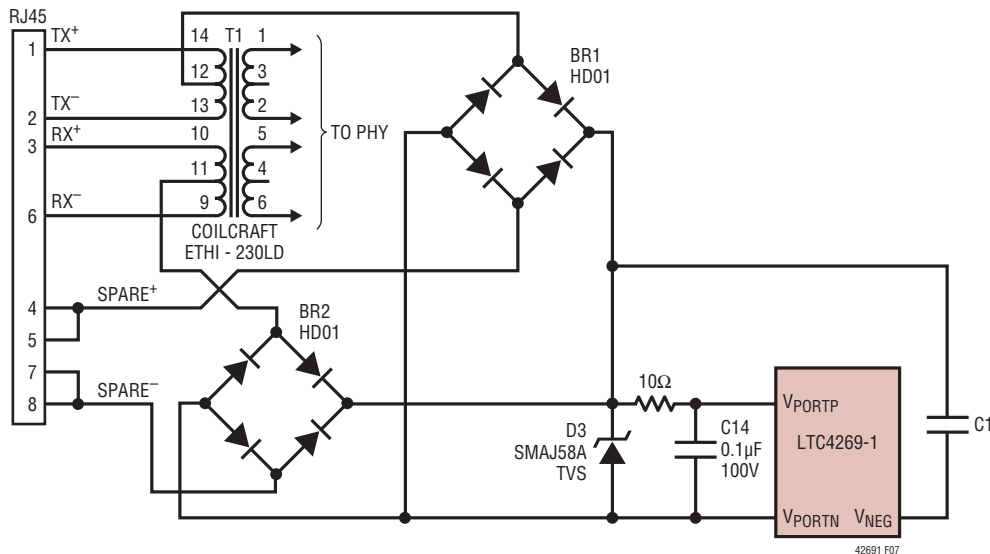 RJ45
1
TX+
14
T1
1
12
3
13
2
2
TX−
3
RX+
10
5
11
4
9
6
6
RX−
TO PHY
COILCRAFT
ETHI - 230LD
BR1
HD01
4
SPARE+
5
7
8
SPARE−
BR2
HD01
10Ω
D3
SMAJ58A
TVS
C14
0.1µF
100V
VPORTP
LTC4269-1
VPORTN
VNEG
C1
42691 F07